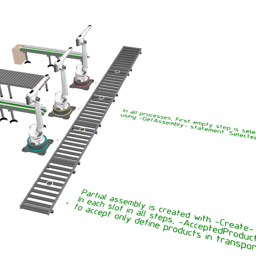 In all processes, First empty step is sele
using -GetAssembly- statement Selected
Partial assembly is created with -Create-
In each slot in all steps, -AcceptedProduct
to accept only define products in transpor